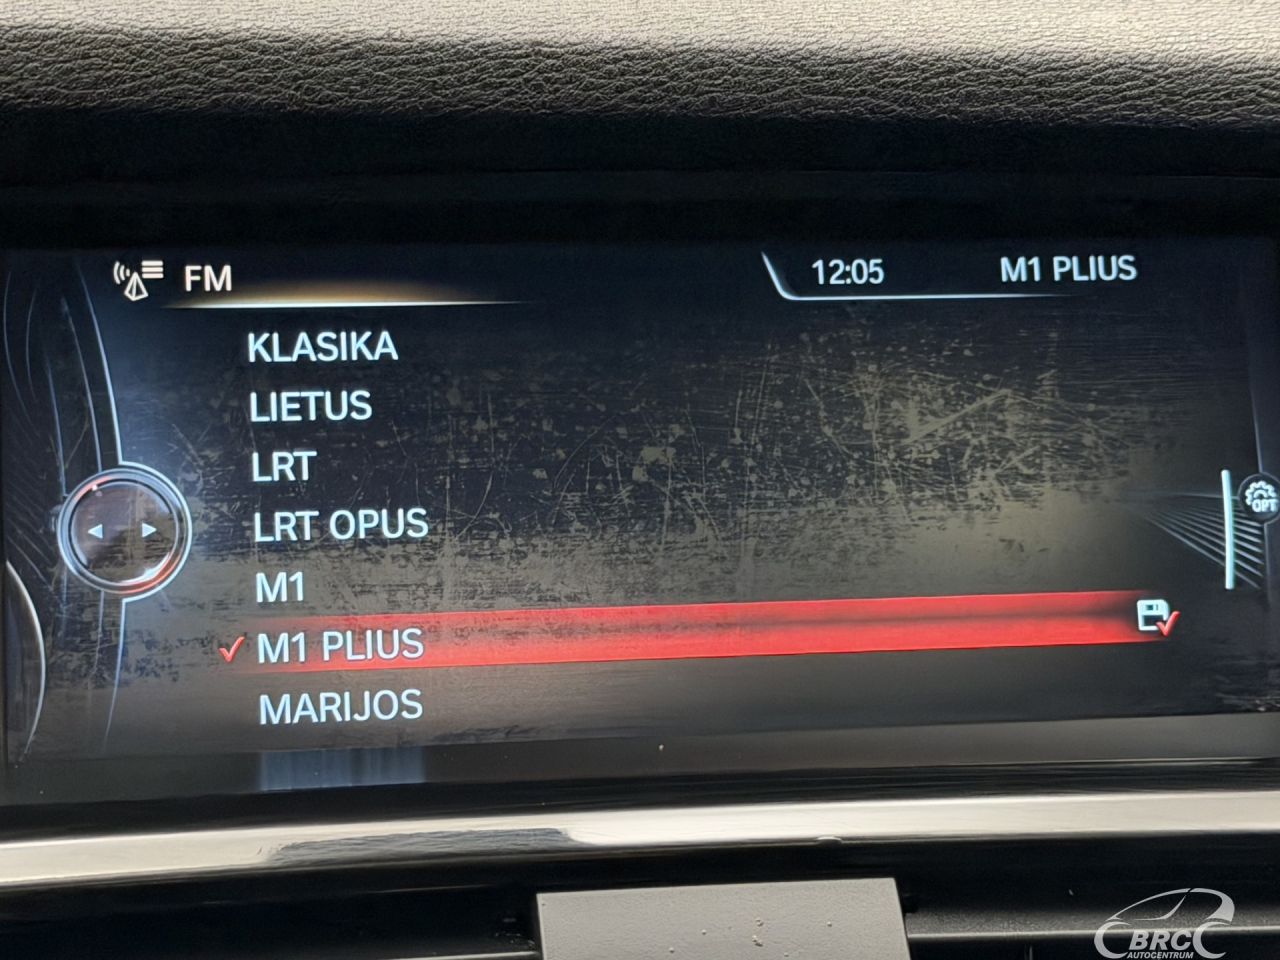 FM
12:05
M1 PLIUS
KLASIKA
LIETUS
LRT
LRT OPUS
M1
M1 PLIUS
MARIJOS
OPT
BRC
AUTOCENTRUM